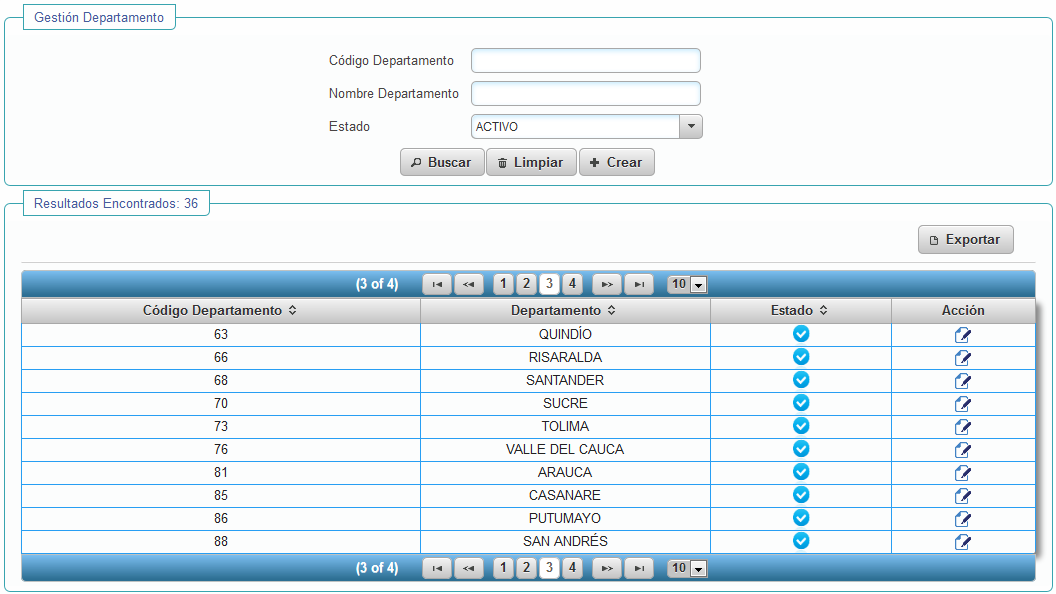 Gestión Departamento
Código Departamento
Nombre Departamento
Estado ACTIVO
Buscar Limpiar Crear
Resultados Encontrados: 36
Exportar
(3 of 4) 1 2 3 4 10
Código Departamento Departamento Estado Acción
63 QUINDÍO
66 RISARALDA
68 SANTANDER
70 SUCRE
73 TOLIMA
76 VALLE DEL CAUCA
81 ARAUCA
85 CASANARE
86 PUTUMAYO
88 SAN ANDRÉS
(3 of 4) 1 2 3 4 10